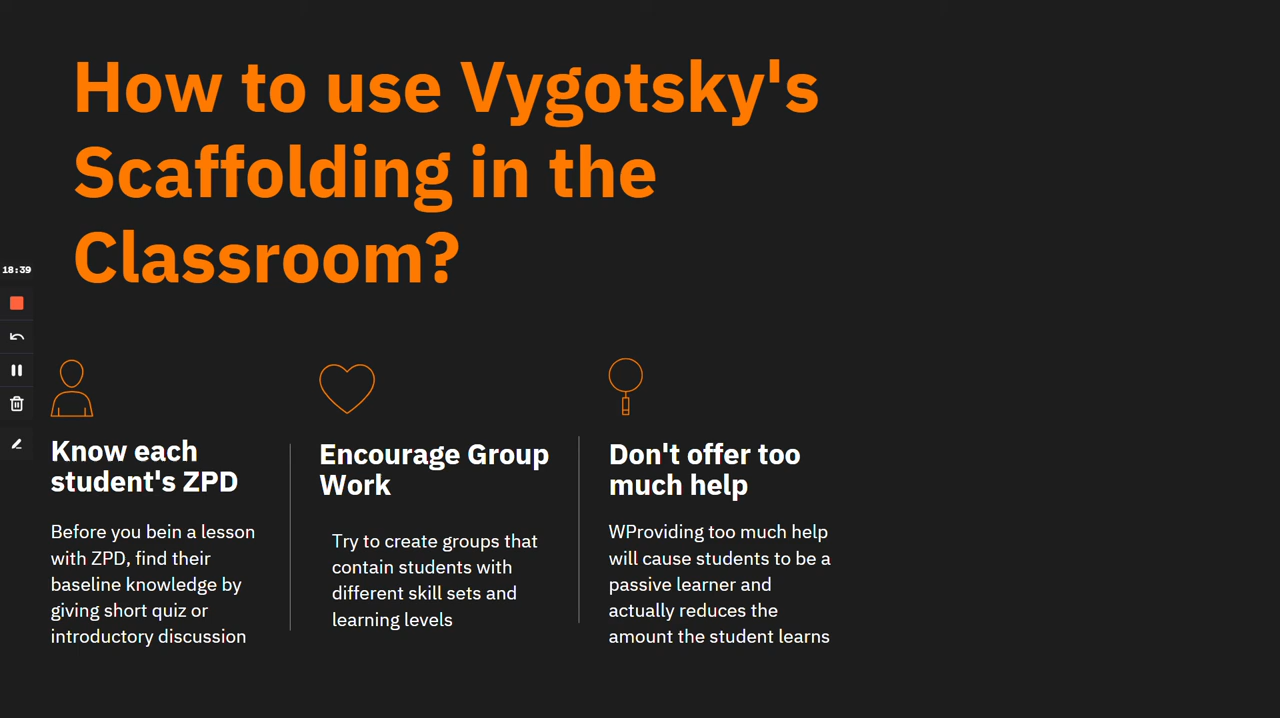 How to use Vygotsky's
Scaffolding in the
Classroom?
18:39
Know each
student's ZPD
Before you bein a lesson
with ZPD, find their
baseline knowledge by
giving short quiz or
introductory discussion
Encourage Group
Work
Try to create groups that
contain students with
different skill sets and
learning levels
Don't offer too
much help
WProviding too much help
will cause students to be a
passive learner and
actually reduces the
amount the student learns